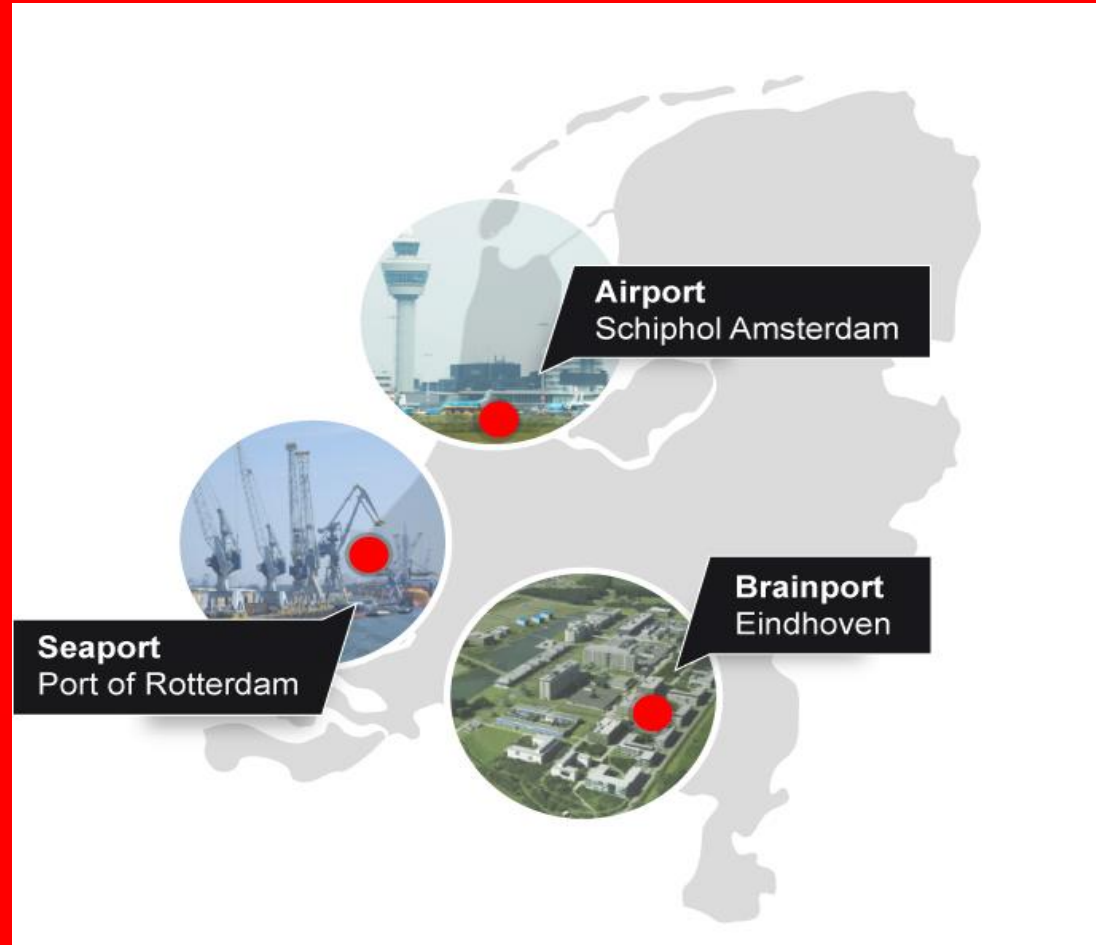 Airport
Schiphol Amsterdam
Seaport
Port of Rotterdam
Brainport
Eindhoven